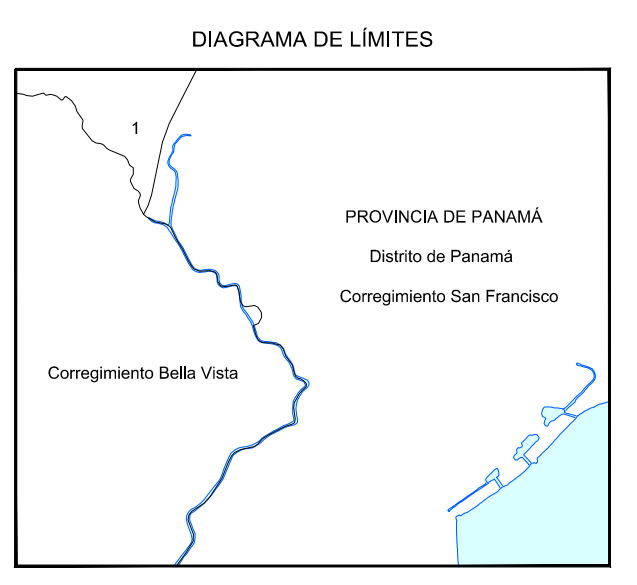 DIAGRAMA DE LÍMITES
1
PROVINCIA DE PANAMÁ
Distrito de Panamá
Corregimiento San Francisco
Corregimiento Bella Vista